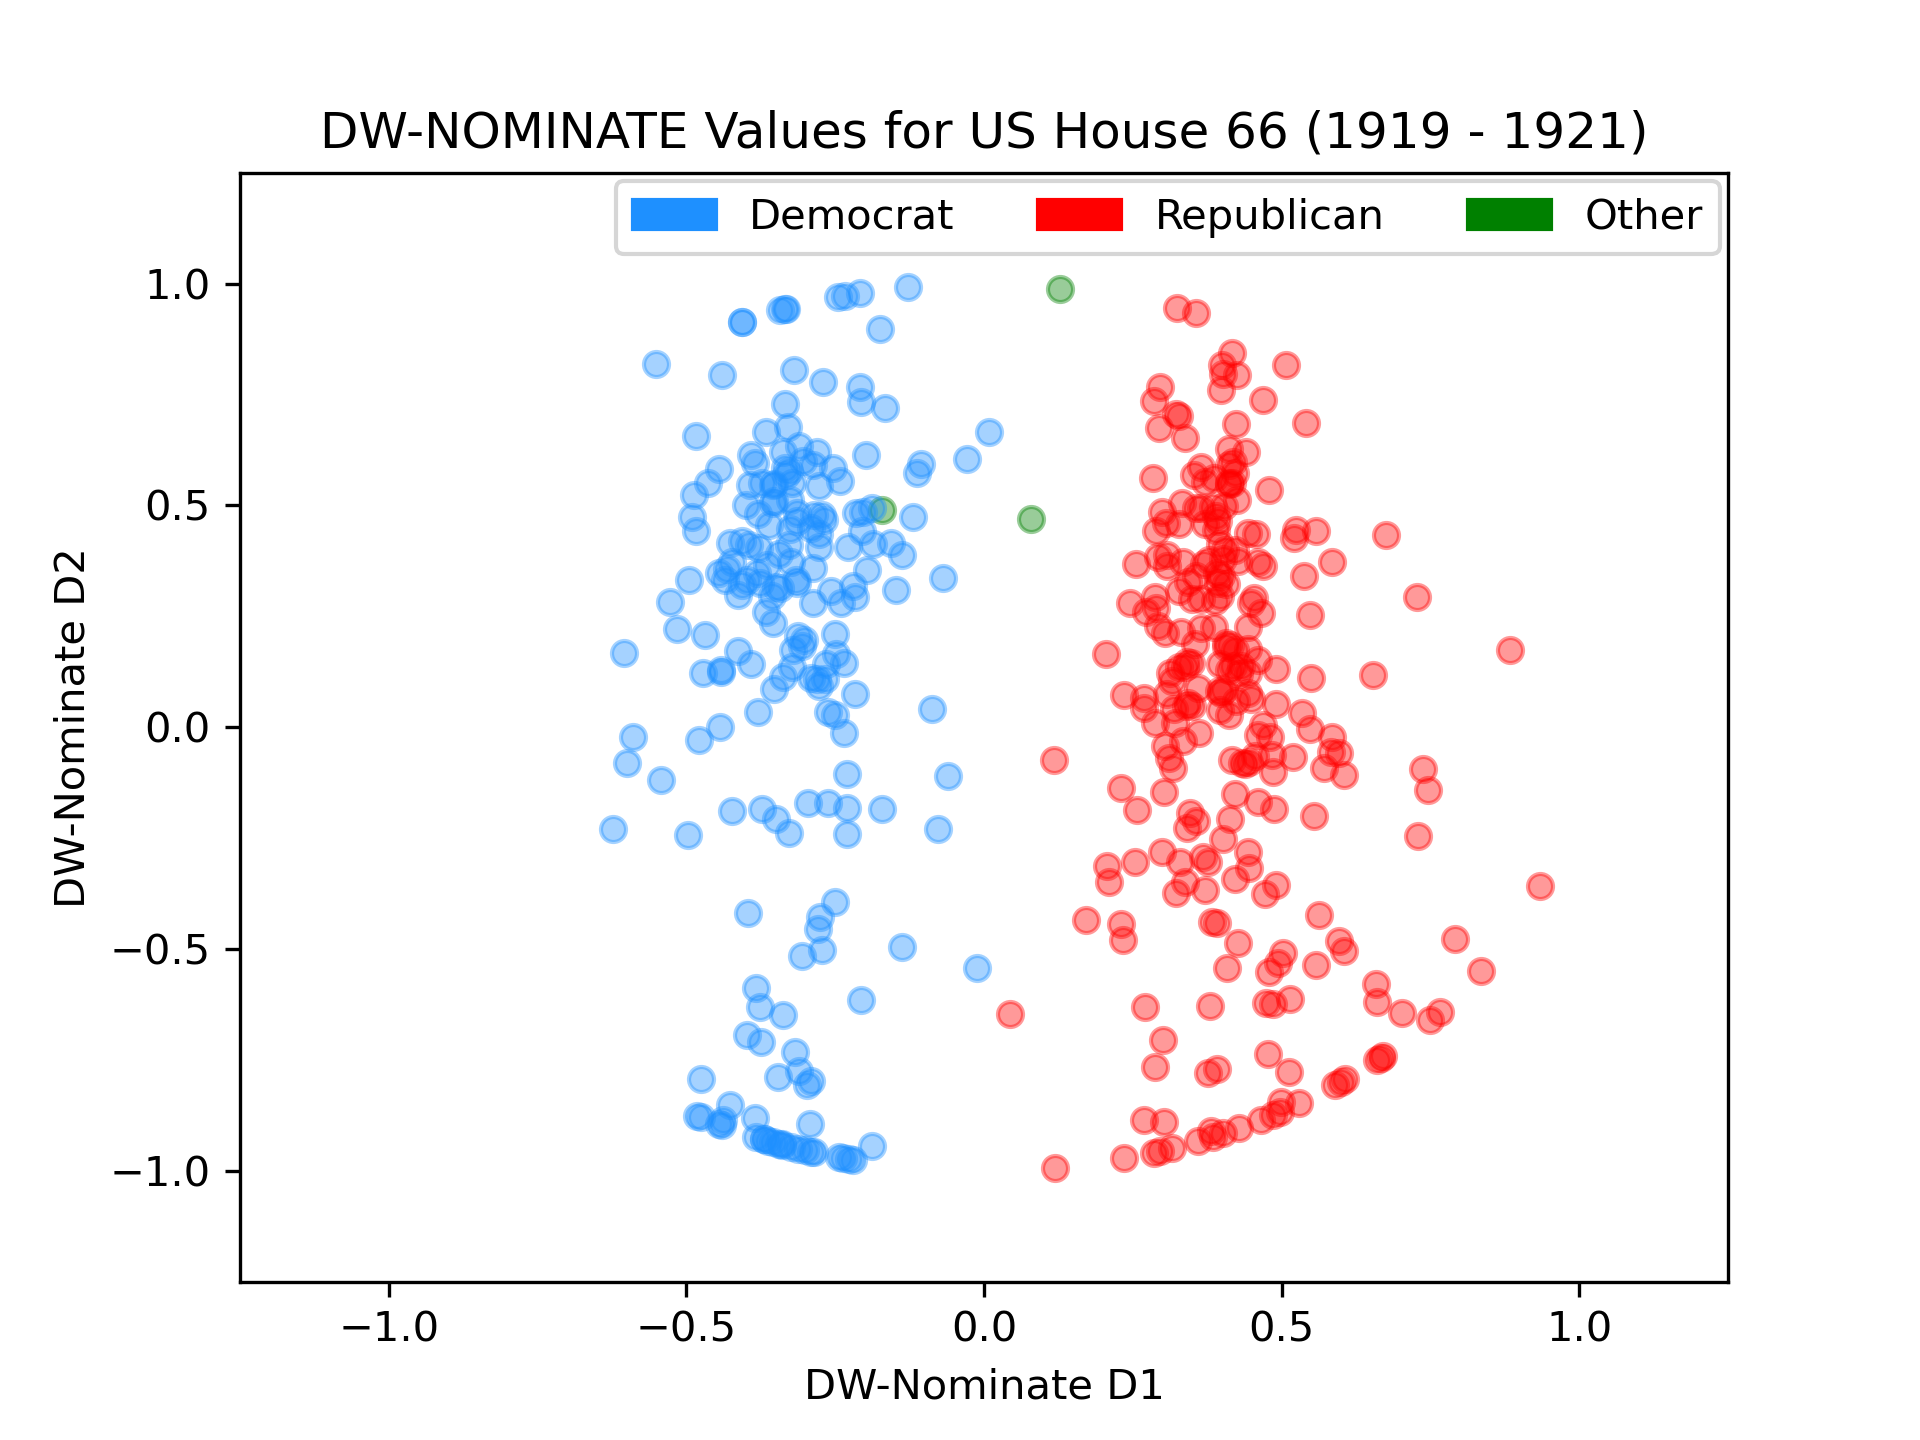 DW-NOMINATE Values for US House 66 (1919 - 1921)
Democrat Republican Other
1.0
0.5
0.0
−0.5
−1.0
DW-Nominate D2
−1.0 −0.5 0.0 0.5 1.0
DW-Nominate D1